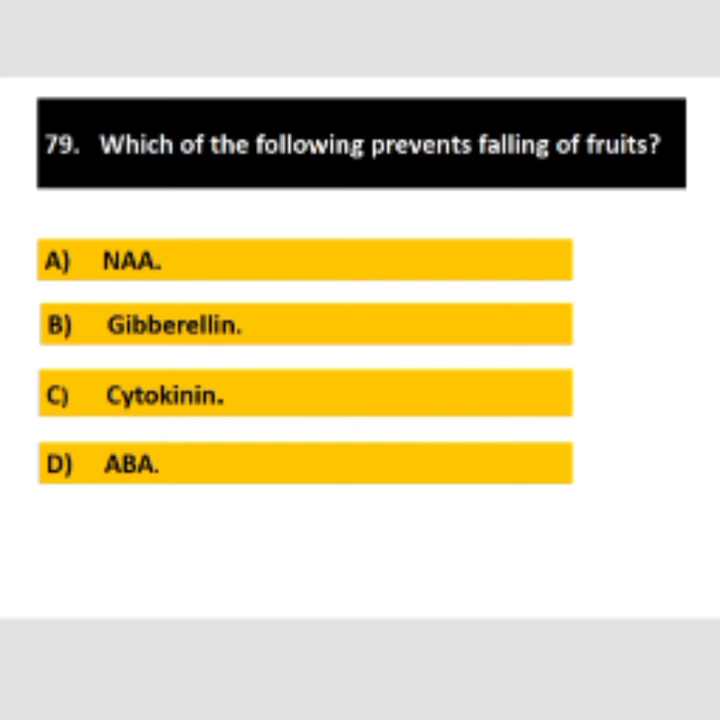 79. Which of the following prevents falling of fruits?
A) NAA.
B) Gibberellin.
C) Cytokinin.
D) ABA.